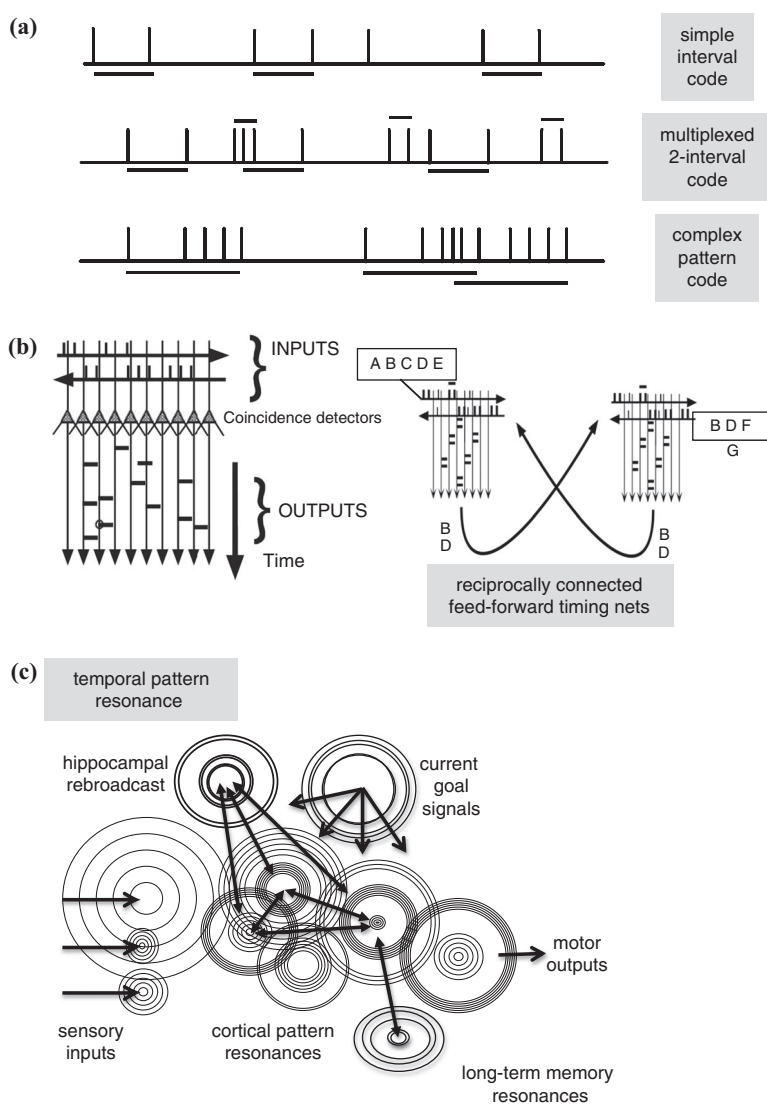 (a)
simple
interval
code
multiplexed
2-interval
code
complex
pattern
code
(b)
INPUTS
Coincidence detectors
OUTPUTS
Time
A B C D E
B D F
G
B
D
B
D
reciprocally connected
feed-forward timing nets
(c)
temporal pattern
resonance
hippocampal
rebroadcast
current
goal
signals
motor
outputs
sensory
inputs
cortical pattern
resonances
long-term memory
resonances